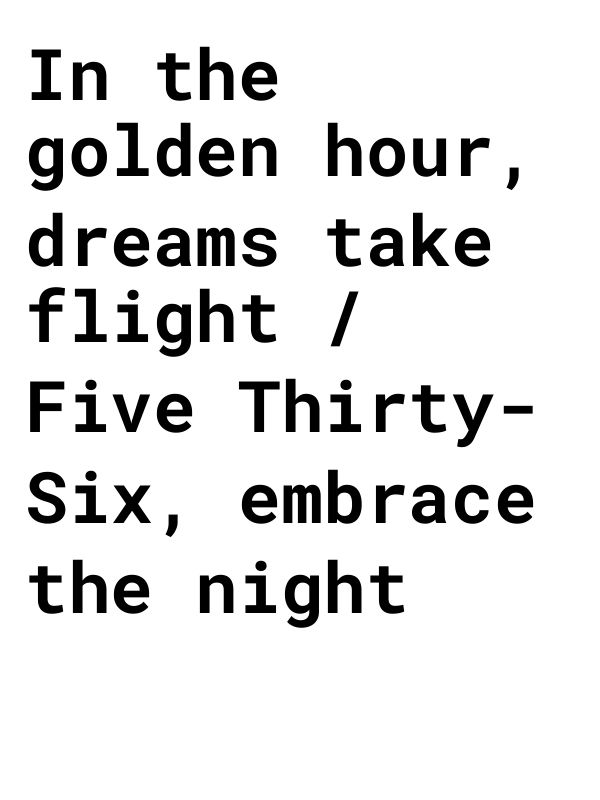 In the
golden hour,
dreams take
flight /
Five Thirty-
Six, embrace
the night